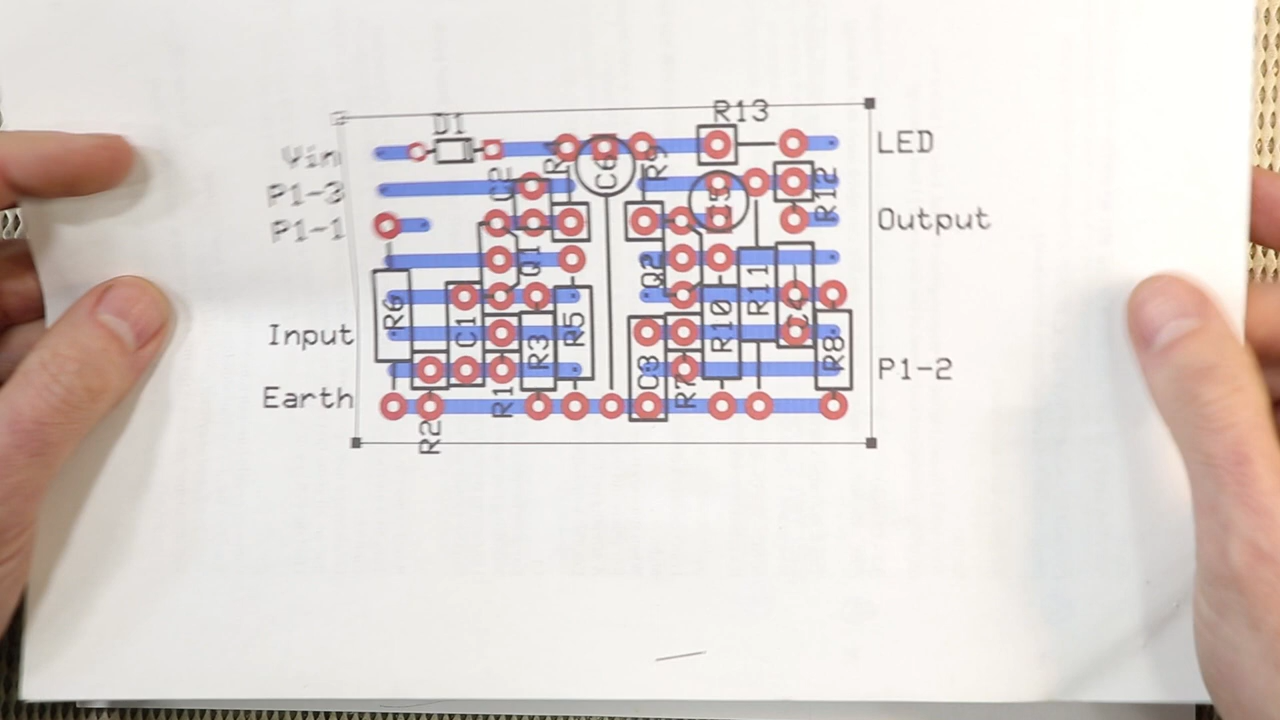 R13
D1
Vin
R4
C6
R9
LED
P1-3
C2
C5
R12
P1-1
Output
Q1
Q2
R6
C1
R3
R5
R10
R11
C4
Input
C3
R7
R8
P1-2
Earth
R1
R2